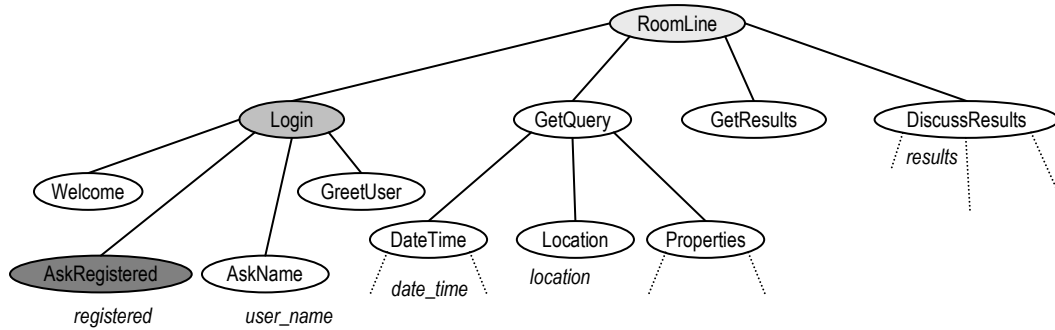 RoomLine
Login
GetQuery
GetResults
DiscussResults
results
Welcome
GreetUser
DateTime
Location
Properties
AskRegistered
AskName
date_time
location
registered
user_name